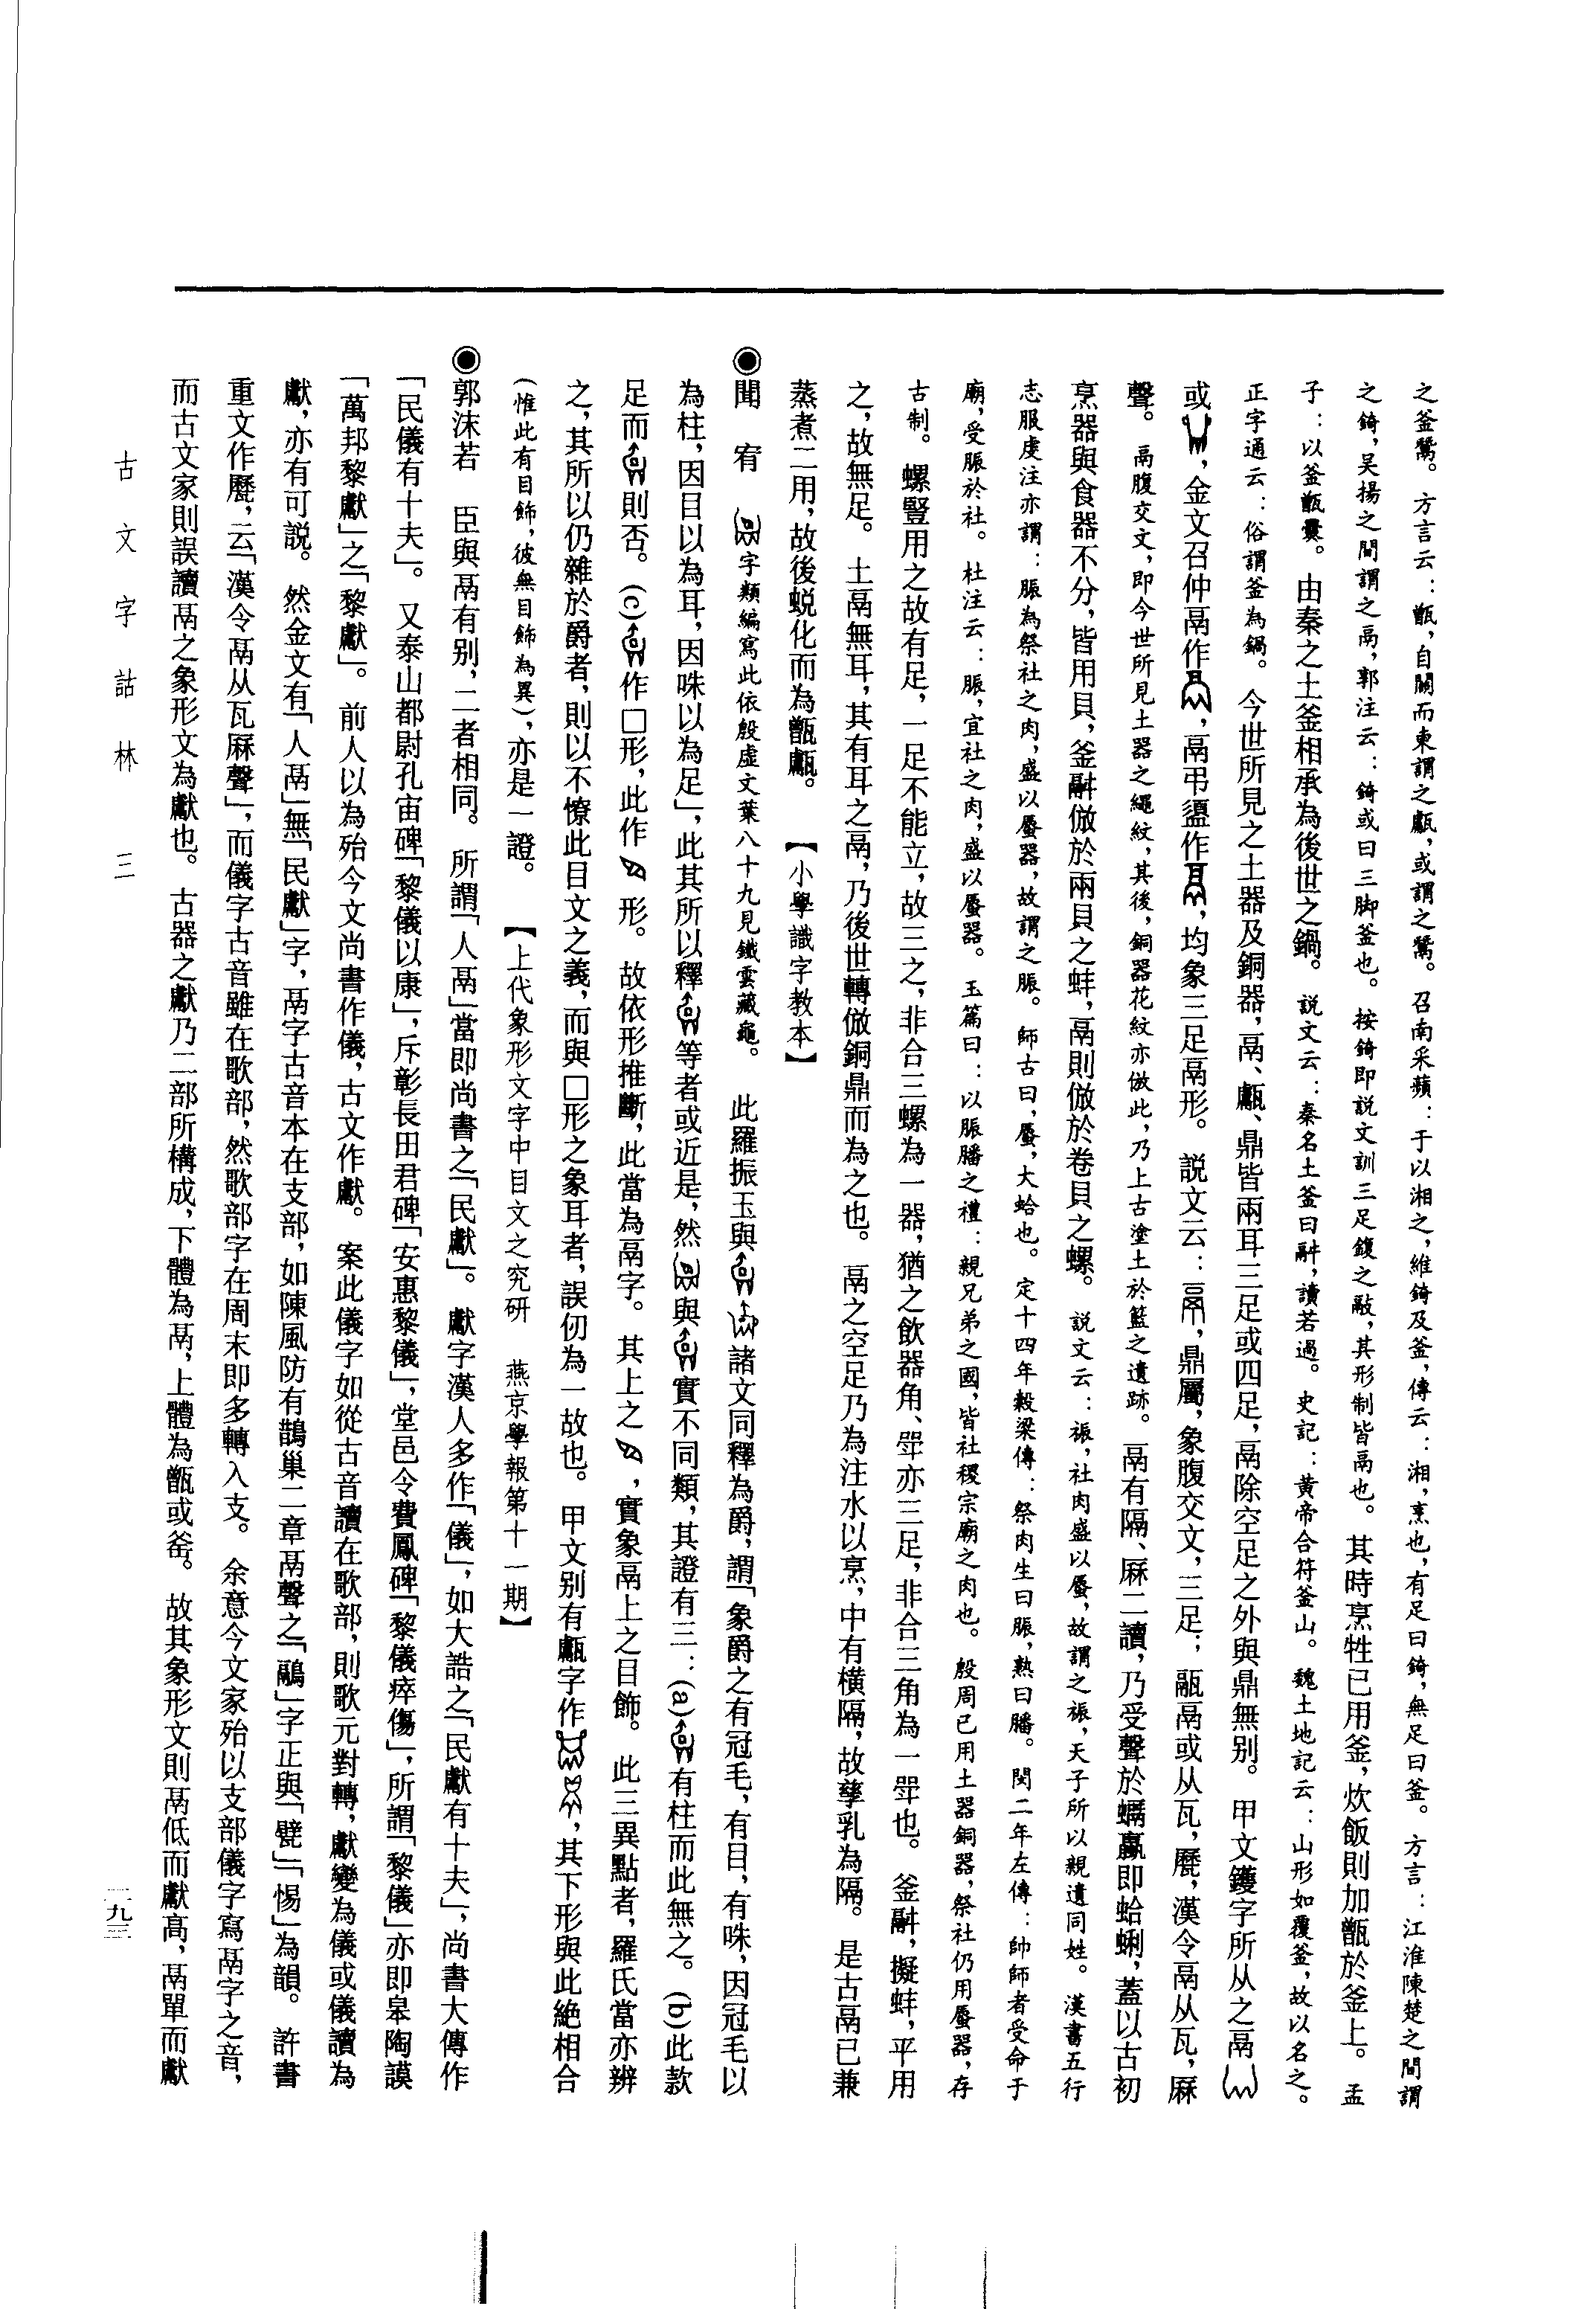 之釜鬵。方言云：甑，自關而東謂之甗，或謂之鬵。召南采蘋：于以湘之，維錡及釜，傳云：湘，烹也，有足曰錡，無足曰釜。方言：江淮陳楚之間謂
之錡，吴揚之間謂之鬲，郭注云：錡或曰三脚釜也。按錡即説文訓三足鍑之䰙，其形制皆鬲也。其時烹牲已用釜，炊飯則加甑於釜上。孟
子：以釜甑爨。由秦之土釜相承為後世之鍋。説文云：秦名土釜曰䰛，讀若過。史記：黄帝合符釜山。魏土地記云：山形如覆釜，故以名之。
正字通云：俗謂釜為鍋。今世所見之土器及銅器，鬲、甗、鼎皆兩耳三足或四足，鬲除空足之外與鼎無别。甲文鑊字所从之鬲
或，金文召仲鬲作，鬲弔盨作，均象三足鬲形。説文云：鬲，鼎屬，象腹交文，三足；䰛鬲或从瓦，㽁，漢令鬲从瓦，厤
聲。鬲腹交文，即今世所見土器之繩紋，其後，銅器花紋亦倣此，乃上古塗土於籃之遺跡。鬲有隔、厤二讀，乃受聲於蠣蠃即蛤蜊，蓋以古初
烹器與食器不分，皆用貝，釜䰛倣於兩貝之蚌，鬲則倣於卷貝之螺。説文云：祳，社肉盛以蜃，故謂之祳，天子所以親遺同姓。漢書五行
志服虔注亦謂：脤為祭社之肉，盛以蜃器，故謂之脤。師古曰，蜃，大蛤也。定十四年穀梁傳：祭肉生曰脤，熟曰膰。閔二年左傳：帥師者受命于
廟，受脤於社。杜注云：脤，宜社之肉，盛以蜃器。玉篇曰：以脤膰之禮：親兄弟之國，皆社稷宗廟之肉也。殷周已用土器銅器，祭社仍用蜃器，存
古制。螺豎用之故有足，一足不能立，故三之，非合三螺為一器，猶之飲器角、斝亦三足，非合三角為一斝也。釜䰛，擬蚌，平用
之，故無足。土鬲無耳，其有耳之鬲，乃後世轉倣銅鼎而為之也。鬲之空足乃為注水以烹，中有横隔，故孳乳為隔。是古鬲已兼
蒸煮二用，故後蜕化而為甑甗。【小學識字教本】
◉聞　宥　字類編寫此依殷虚文葉八十九見鐵雲藏龜。　此羅振玉與諸文同釋為爵，謂「象爵之有冠毛，有目，有咮，因冠毛以
為柱，因目以為耳，因咮以為足」，此其所以釋等者或近是，然與實不同類，其證有三：(a)有柱而此無之。(b)此款
足而則否。(c)作□形，此作形。故依形推斷，此當為鬲字。其上之，實象鬲上之目飾。此三異點者，羅氏當亦辨
之，其所以仍雜於爵者，則以不憭此目文之義，而與□形之象耳者，誤仞為一故也。甲文别有甗字作，其下形與此絶相合
(惟此有目飾，彼無目飾為異)，亦是一證。【上代象形文字中目文之究研　燕京學報第十一期】
◉郭沫若　臣與鬲有别，二者相同。所謂「人鬲」當即尚書之「民獻」。獻字漢人多作「儀」，如大誥之「民獻有十夫」，尚書大傳作
「民儀有十夫」。又泰山都尉孔宙碑「黎儀以康」，斥彰長田君碑「安惠黎儀」，堂邑令費鳳碑「黎儀瘁傷」，所謂「黎儀」亦即皋陶謨
「萬邦黎獻」之「黎獻」。前人以為殆今文尚書作儀，古文作獻。案此儀字如從古音讀在歌部，則歌元對轉，獻變為儀或儀讀為
獻，亦有可説。然金文有「人鬲」無「民獻」字，鬲字古音本在支部，如陳風防有鵲巢二章鬲聲之「鷊」字正與「甓」「惕」為韻。許書
重文作㽁，云「漢令鬲从瓦厤聲」，而儀字古音雖在歌部，然歌部字在周末即多轉入支。余意今文家殆以支部儀字寫鬲字之音，
而古文家則誤讀鬲之象形文為獻也。古器之獻乃二部所構成，下體為鬲，上體為甑或釜。故其象形文則鬲低而獻高，鬲單而獻
古文字詁林　三
二九三